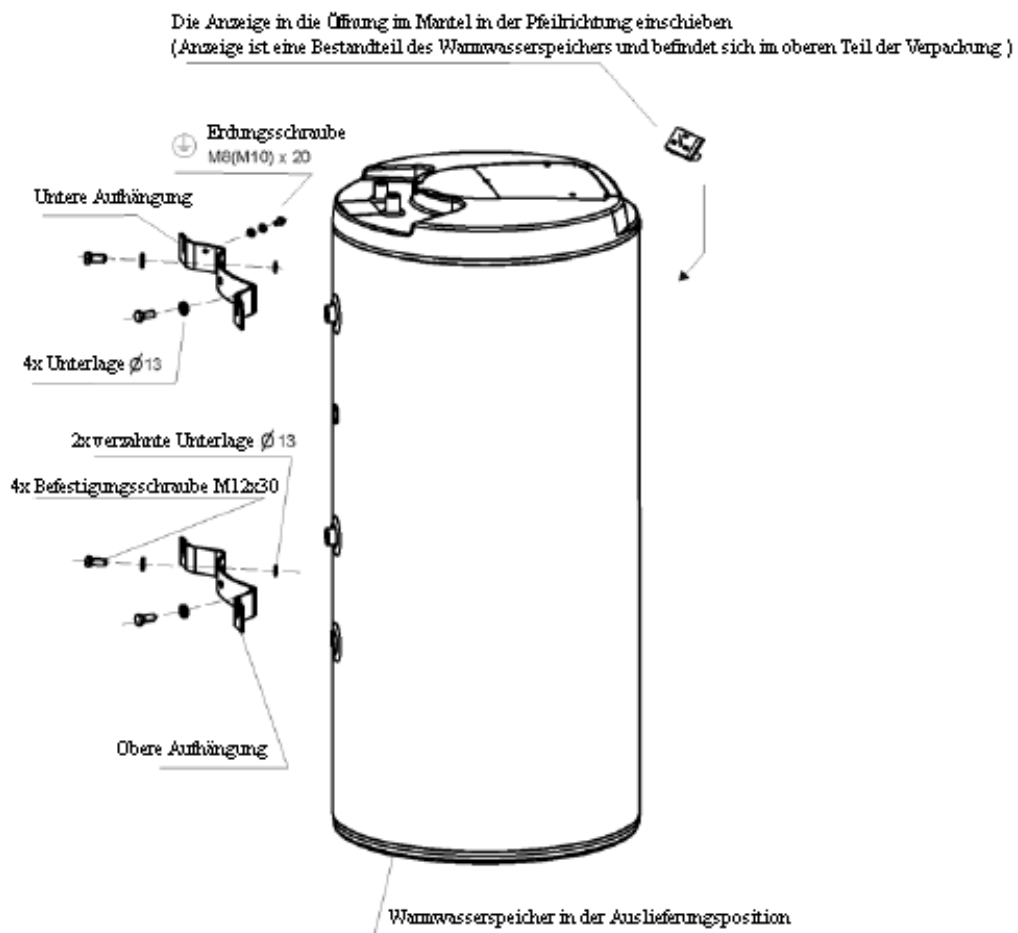 Die Anzeige in die Öffnung im Mantel in der Pfeilrichtung einschieben
(Anzeige ist eine Bestandteil des Warmwasserspeichers und befindet sich im oberen Teil der Verpackung )
Erdungsschraube
M8(M10) x 20
Untere Aufhängung
4x Unterlage Ø13
2x verzahnte Unterlage Ø 13
4x Befestigungsschraube M12x30
Obere Aufhängung
Warmwasserspeicher in der Auslieferungsposition